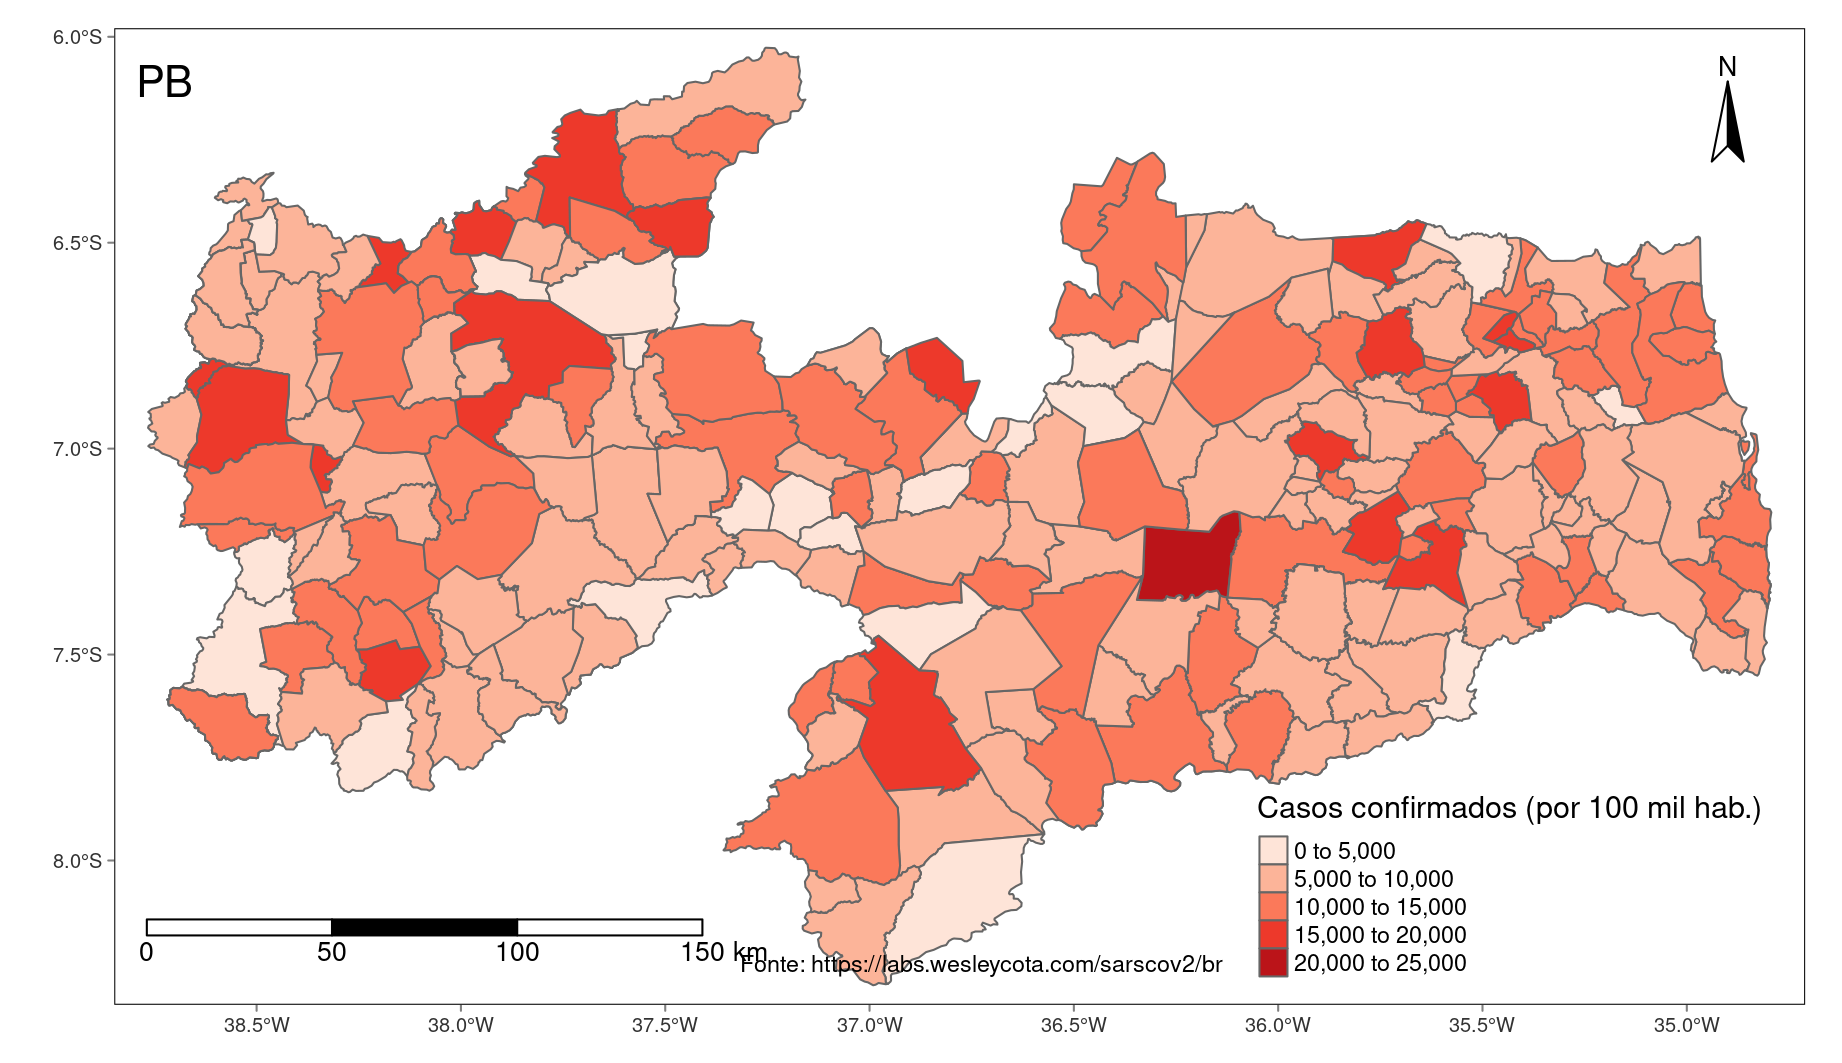 PB
N
6.0°S
6.5°S
7.0°S
7.5°S
8.0°S
Casos confirmados (por 100 mil hab.)
0 to 5,000
5,000 to 10,000
10,000 to 15,000
15,000 to 20,000
20,000 to 25,000
0 50 100 150 km
Fonte: https://labs.wesleycota.com/sarscov2/br
38.5°W 38.0°W 37.5°W 37.0°W 36.5°W 36.0°W 35.5°W 35.0°W